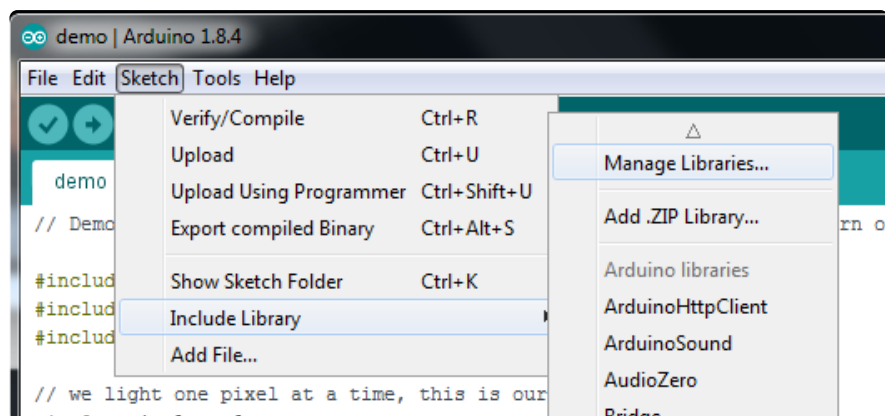 demo | Arduino 1.8.4
File Edit Sketch Tools Help
Verify/Compile Ctrl+R
Upload Ctrl+U
Upload Using Programmer Ctrl+Shift+U
Export compiled Binary Ctrl+Alt+S
Show Sketch Folder Ctrl+K
Include Library
Add File...
Manage Libraries...
Add .ZIP Library...
Arduino libraries
ArduinoHttpClient
ArduinoSound
AudioZero
Bridge
demo
// Demo
#includ
#includ
#includ
// we light one pixel at a time, this is our